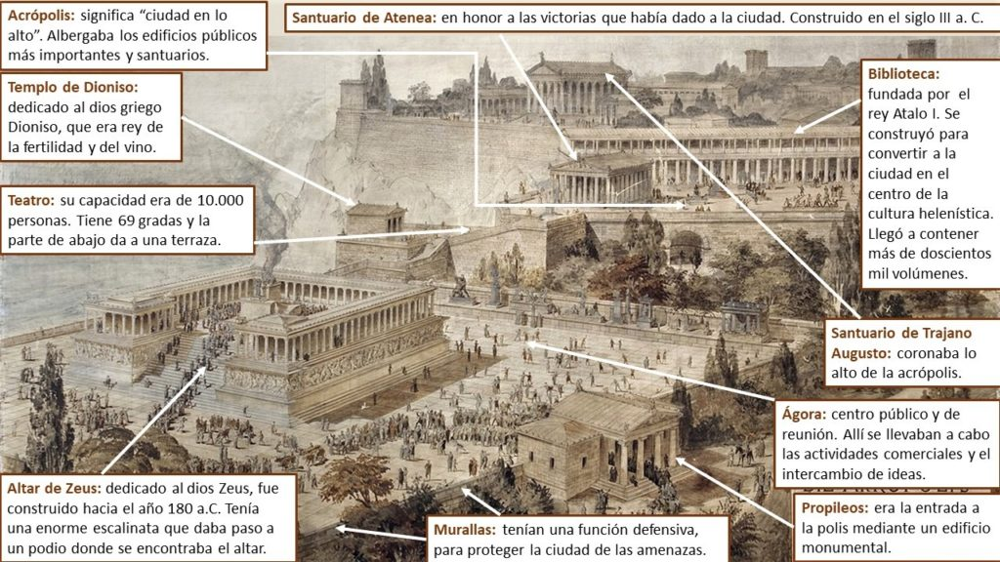 Acrópolis: significa “ciudad en lo
alto”. Albergaba los edificios públicos
más importantes y santuarios.
Santuario de Atenea: en honor a las victorias que había dado a la ciudad. Construido en el siglo III a. C.
Templo de Dioniso:
dedicado al dios griego
Dioniso, que era rey de
la fertilidad y del vino.
Biblioteca:
fundada por el
rey Atalo I. Se
construyó para
convertir a la
ciudad en el
centro de la
cultura helenística.
Llegó a contener
más de doscientos
mil volúmenes.
Teatro: su capacidad era de 10.000
personas. Tiene 69 gradas y la
parte de abajo da a una terraza.
Santuario de Trajano
Augusto: coronaba lo
alto de la acrópolis.
Ágora: centro público y de
reunión. Allí se llevaban a cabo
las actividades comerciales y el
intercambio de ideas.
Altar de Zeus: dedicado al dios Zeus, fue
construido hacia el año 180 a.C. Tenía
una enorme escalinata que daba paso a
un podio donde se encontraba el altar.
Murallas: tenían una función defensiva,
para proteger la ciudad de las amenazas.
Propileos: era la entrada a
la polis mediante un edificio
monumental.